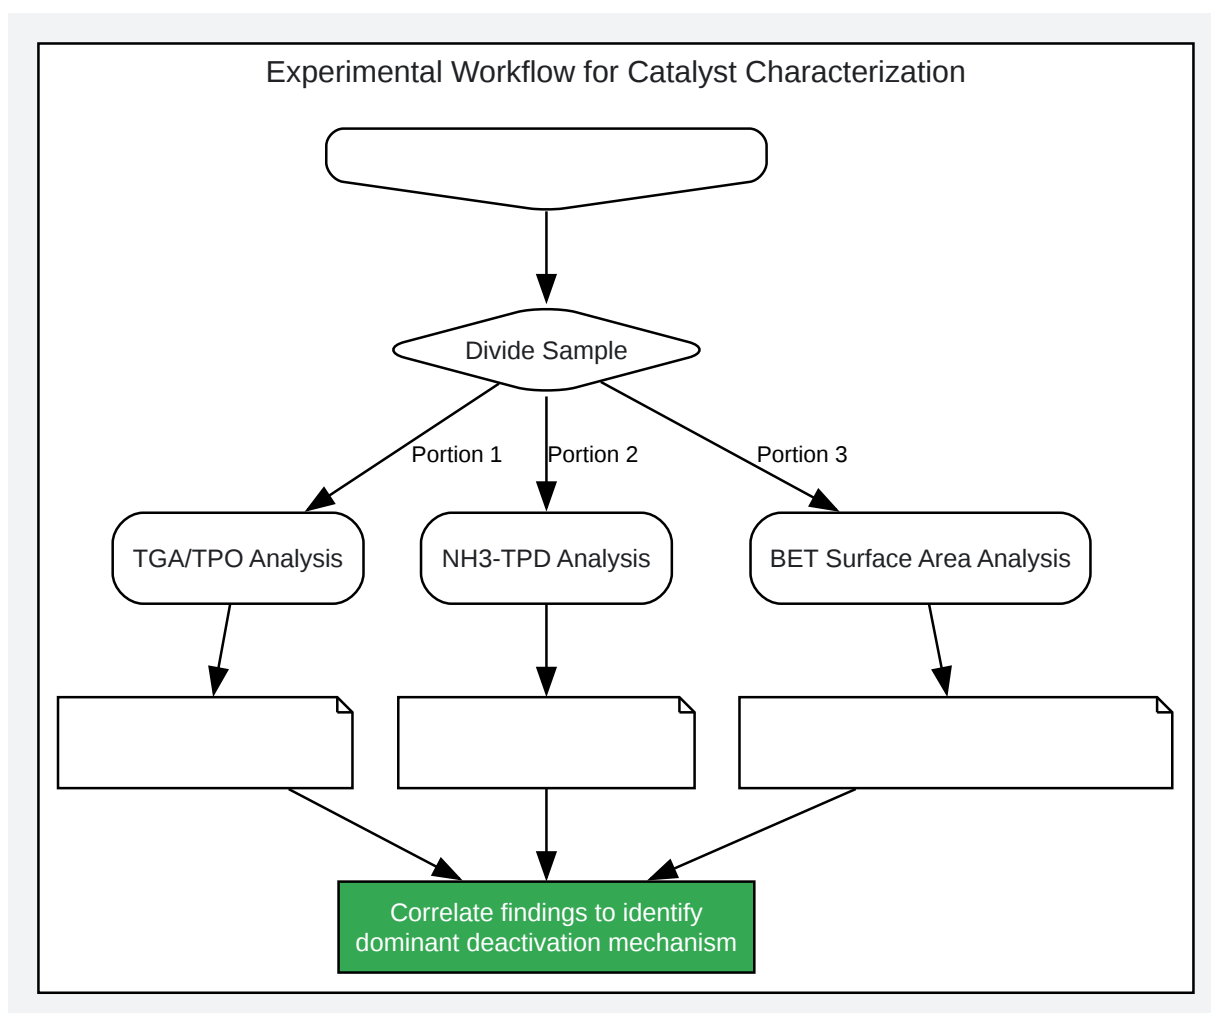 Experimental Workflow for Catalyst Characterization
Divide Sample
Portion 1
Portion 2
Portion 3
TGA/TPO Analysis
NH3-TPD Analysis
BET Surface Area Analysis
Correlate findings to identify
dominant deactivation mechanism